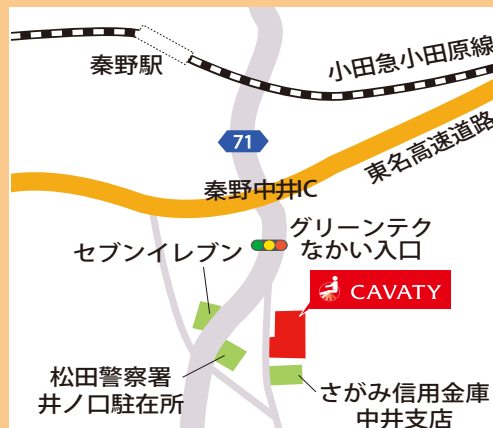 小田急小田原線
秦野駅
71
東名高速道路
秦野中井IC
グリーンテク
なかい入口
セブンイレブン
CAVATY
松田警察署
井ノ口駐在所
さがみ信用金庫
中井支店